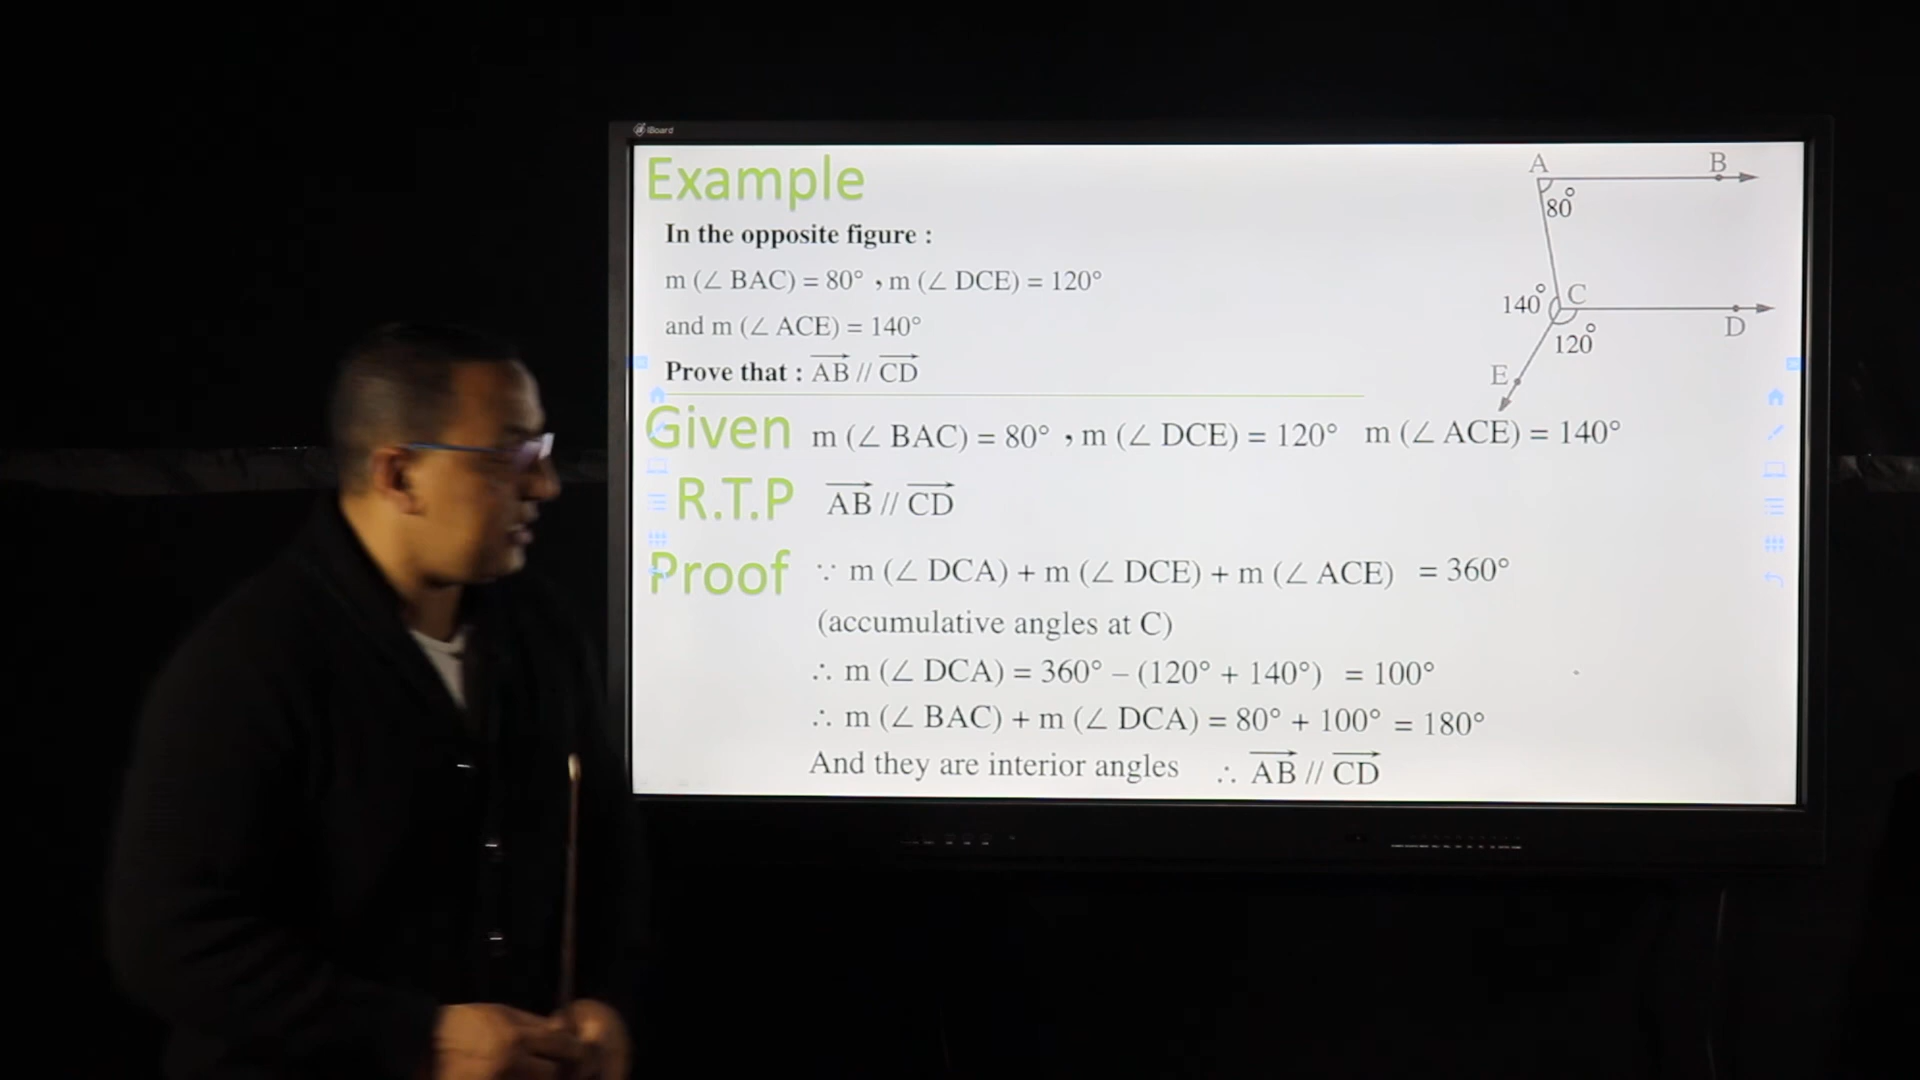 IBoard
Example
In the opposite figure :
m (∠ BAC) = 80° , m (∠ DCE) = 120°
and m (∠ ACE) = 140°
Prove that : AB⃗ // CD⃗
A
B
80°
140°
C
D
120°
E
Given m (∠ BAC) = 80° , m (∠ DCE) = 120° m (∠ ACE) = 140°
R.T.P AB⃗ // CD⃗
Proof ∵ m (∠ DCA) + m (∠ DCE) + m (∠ ACE) = 360°
(accumulative angles at C)
∴ m (∠ DCA) = 360° – (120° + 140°) = 100°
∴ m (∠ BAC) + m (∠ DCA) = 80° + 100° = 180°
And they are interior angles ∴ AB⃗ // CD⃗